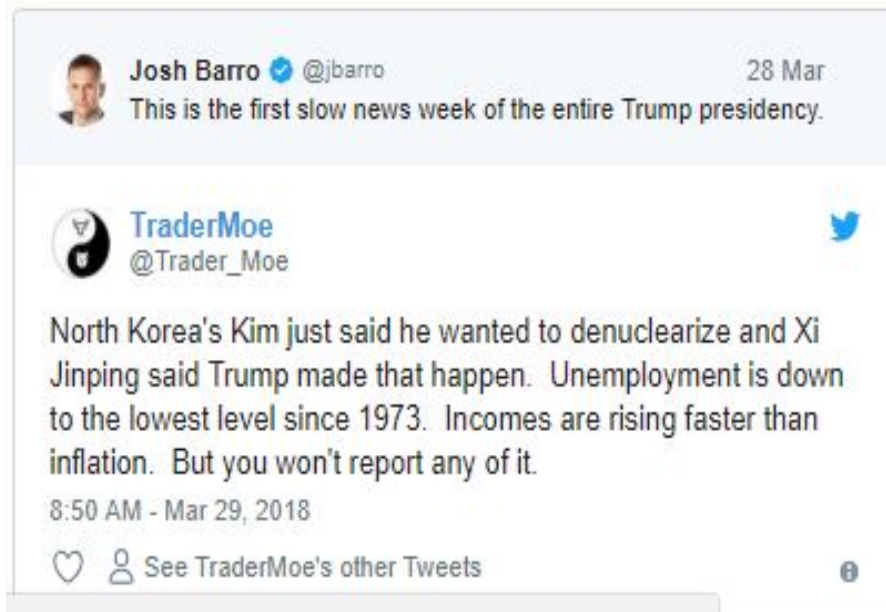 Josh Barro @jbarro 28 Mar
This is the first slow news week of the entire Trump presidency.
TraderMoe
@Trader_Moe
North Korea's Kim just said he wanted to denuclearize and Xi
Jinping said Trump made that happen.  Unemployment is down
to the lowest level since 1973.  Incomes are rising faster than
inflation.  But you won't report any of it.
8:50 AM - Mar 29, 2018
See TraderMoe's other Tweets